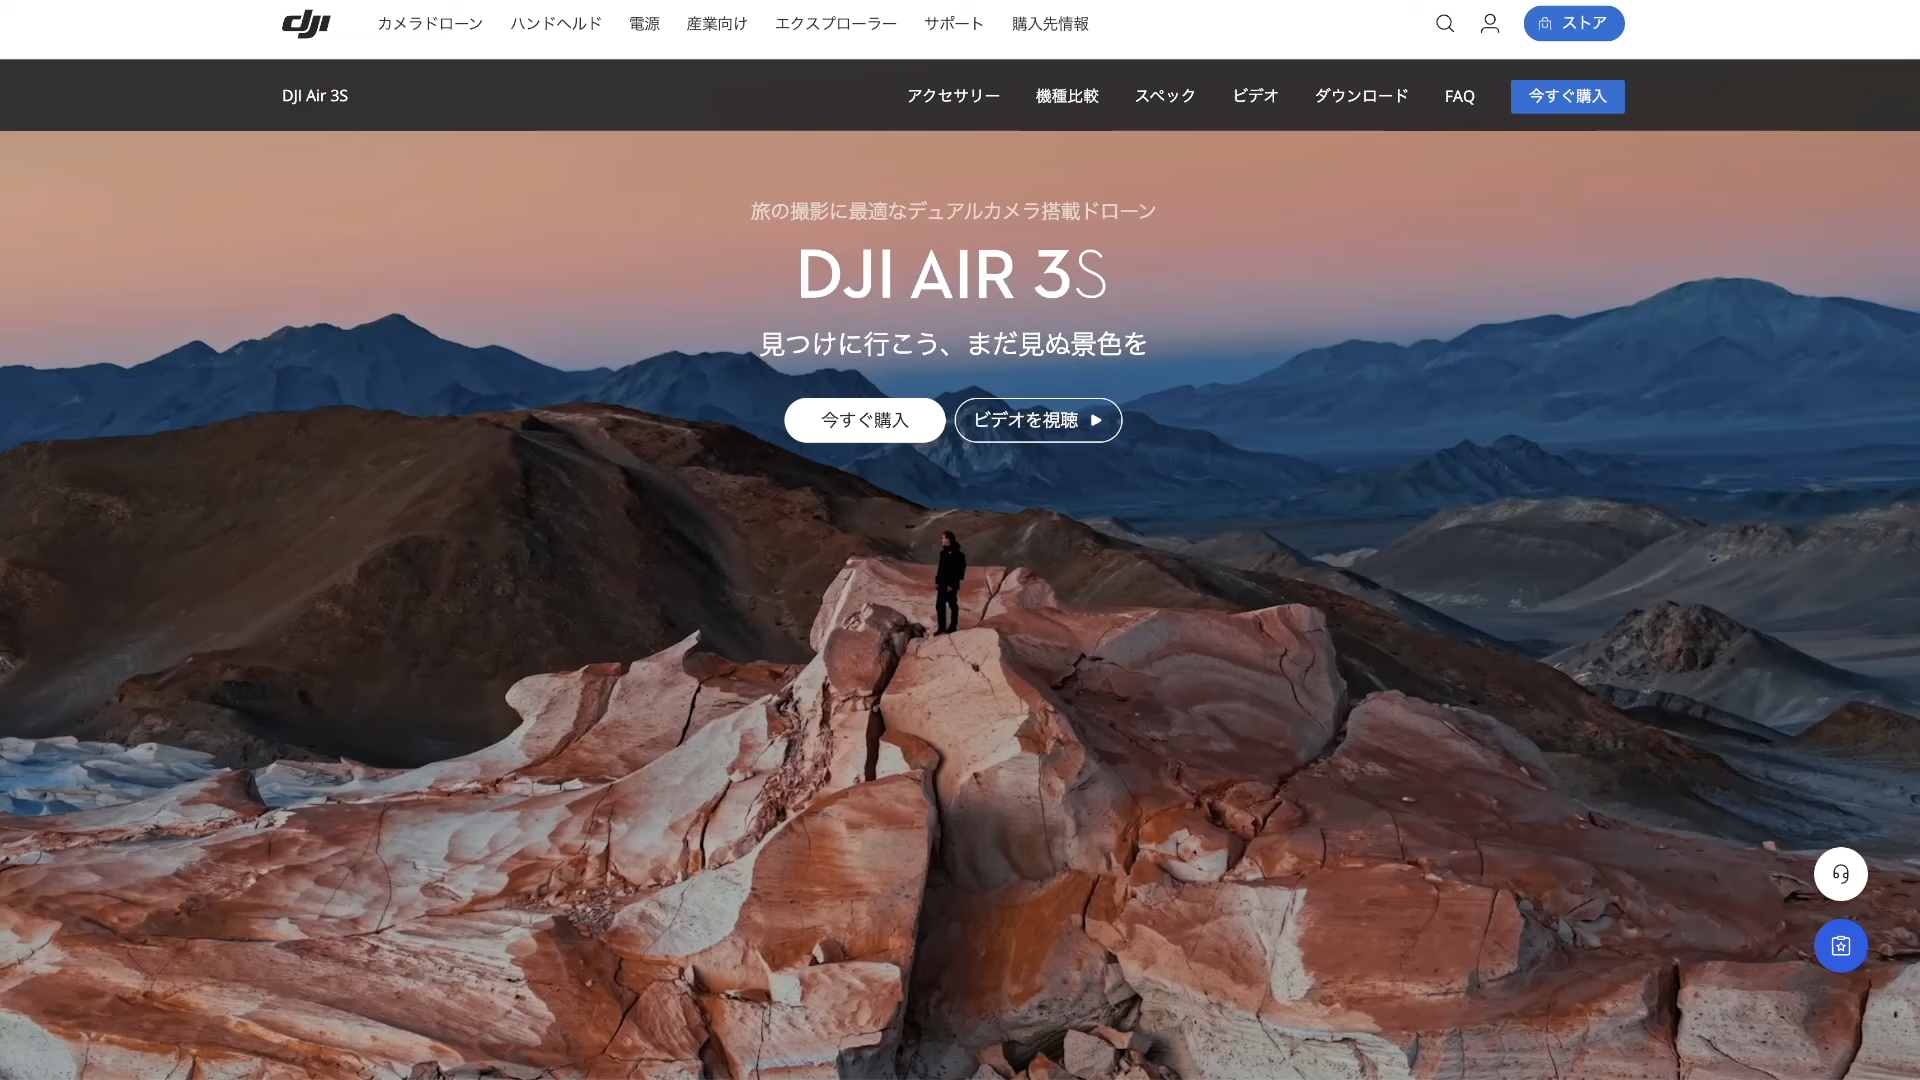 dji カメラドローン ハンドヘルド 電源 産業向け エクスプローラー サポート 購入先情報 ストア
DJI Air 3S アクセサリー 機種比較 スペック ビデオ ダウンロード FAQ 今すぐ購入
旅の撮影に最適なデュアルカメラ搭載ドローン
DJI AIR 3S
見つけに行こう、まだ見ぬ景色を
今すぐ購入 ビデオを視聴